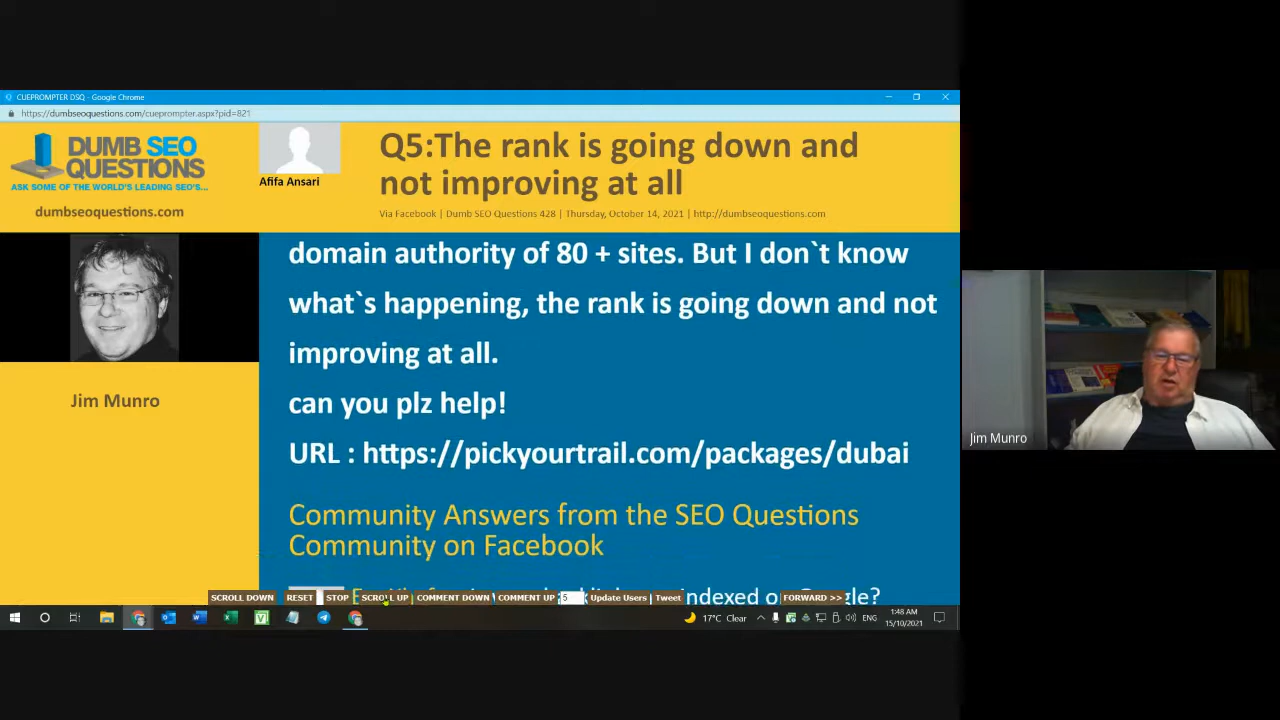 CUEPROMPTER DSQ - Google Chrome
https://dumbseoquestions.com/cueprompter.aspx?pid=821
DUMB SEO
QUESTIONS
ASK SOME OF THE WORLD'S LEADING SEO'S...
dumbseoquestions.com
Afifa Ansari
Q5:The rank is going down and
not improving at all
Via Facebook | Dumb SEO Questions 428 | Thursday, October 14, 2021 | http://dumbseoquestions.com
Jim Munro
domain authority of 80 + sites. But I don`t know
what`s happening, the rank is going down and not
improving at all.
can you plz help!
URL : https://pickyourtrail.com/packages/dubai
Community Answers from the SEO Questions
Community on Facebook
indexed on Google?
SCROLL DOWN RESET STOP SCROLL UP COMMENT DOWN COMMENT UP 5 Update Users | Tweet FORWARD >>
17°C Clear ENG 1:48 AM
15/10/2021
Jim Munro